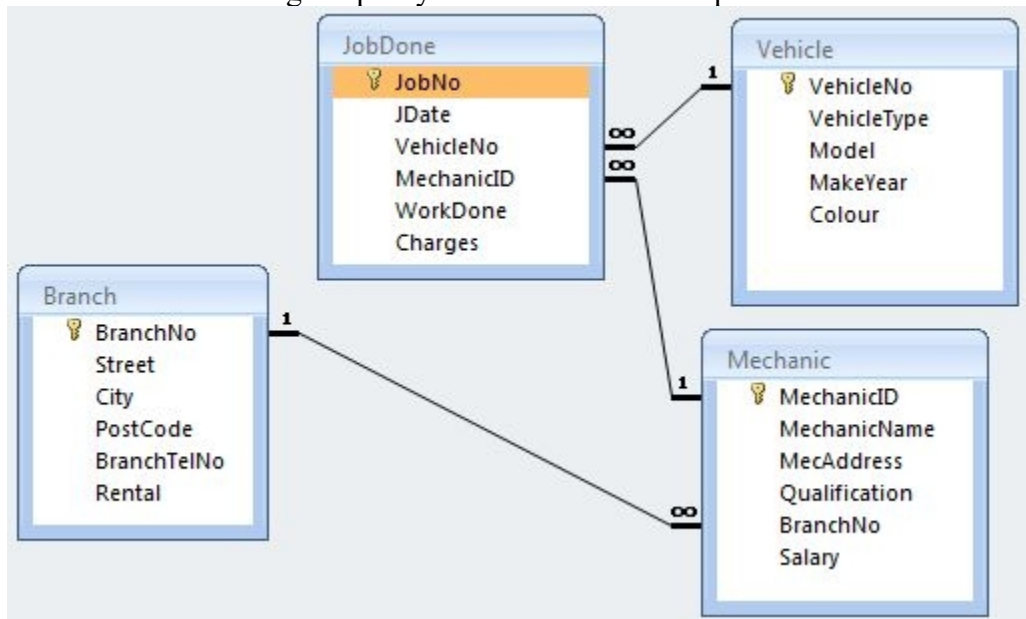 JobDone
JobNo
JDate
VehicleNo
MechanicID
WorkDone
Charges
Vehicle
VehicleNo
VehicleType
Model
MakeYear
Colour
Branch
BranchNo
Street
City
PostCode
BranchTelNo
Rental
Mechanic
MechanicID
MechanicName
MecAddress
Qualification
BranchNo
Salary
1
∞
∞
1
1
∞